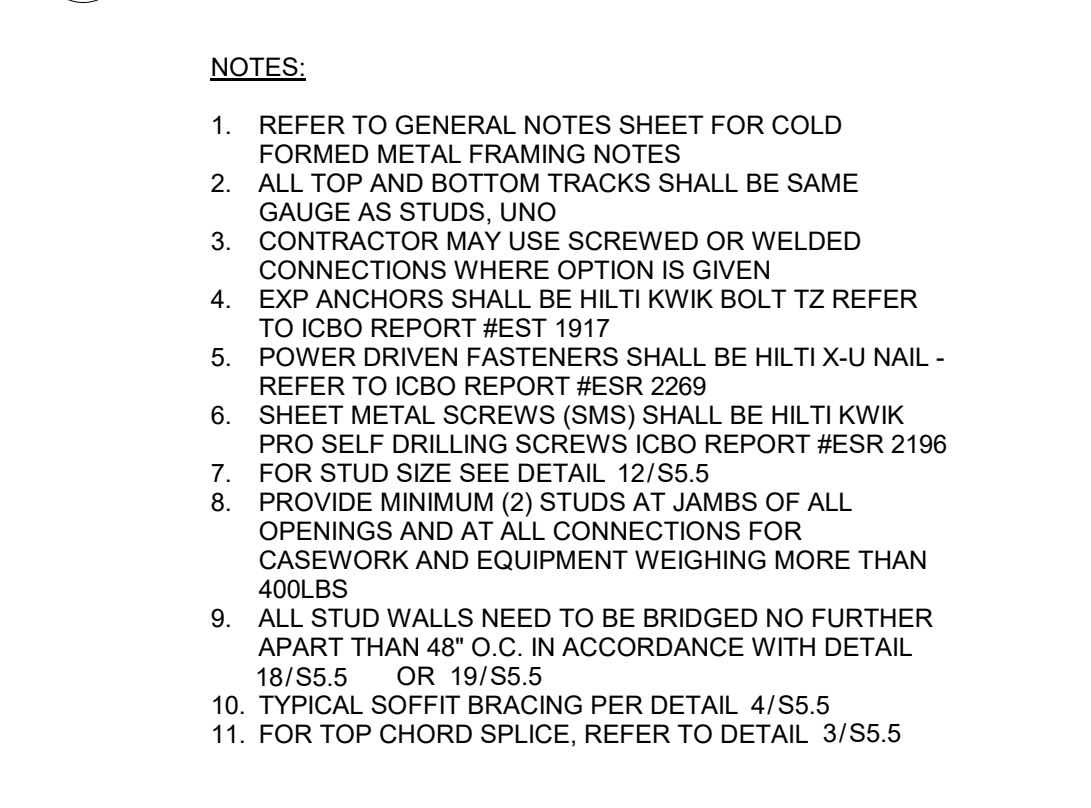 NOTES:
1. REFER TO GENERAL NOTES SHEET FOR COLD
FORMED METAL FRAMING NOTES
2. ALL TOP AND BOTTOM TRACKS SHALL BE SAME
GAUGE AS STUDS, UNO
3. CONTRACTOR MAY USE SCREWED OR WELDED
CONNECTIONS WHERE OPTION IS GIVEN
4. EXP ANCHORS SHALL BE HILTI KWIK BOLT TZ REFER
TO ICBO REPORT #EST 1917
5. POWER DRIVEN FASTENERS SHALL BE HILTI X-U NAIL -
REFER TO ICBO REPORT #ESR 2269
6. SHEET METAL SCREWS (SMS) SHALL BE HILTI KWIK
PRO SELF DRILLING SCREWS ICBO REPORT #ESR 2196
7. FOR STUD SIZE SEE DETAIL 12/S5.5
8. PROVIDE MINIMUM (2) STUDS AT JAMBS OF ALL
OPENINGS AND AT ALL CONNECTIONS FOR
CASEWORK AND EQUIPMENT WEIGHING MORE THAN
400LBS
9. ALL STUD WALLS NEED TO BE BRIDGED NO FURTHER
APART THAN 48" O.C. IN ACCORDANCE WITH DETAIL
18/S5.5 OR 19/S5.5
10. TYPICAL SOFFIT BRACING PER DETAIL 4/S5.5
11. FOR TOP CHORD SPLICE, REFER TO DETAIL 3/S5.5